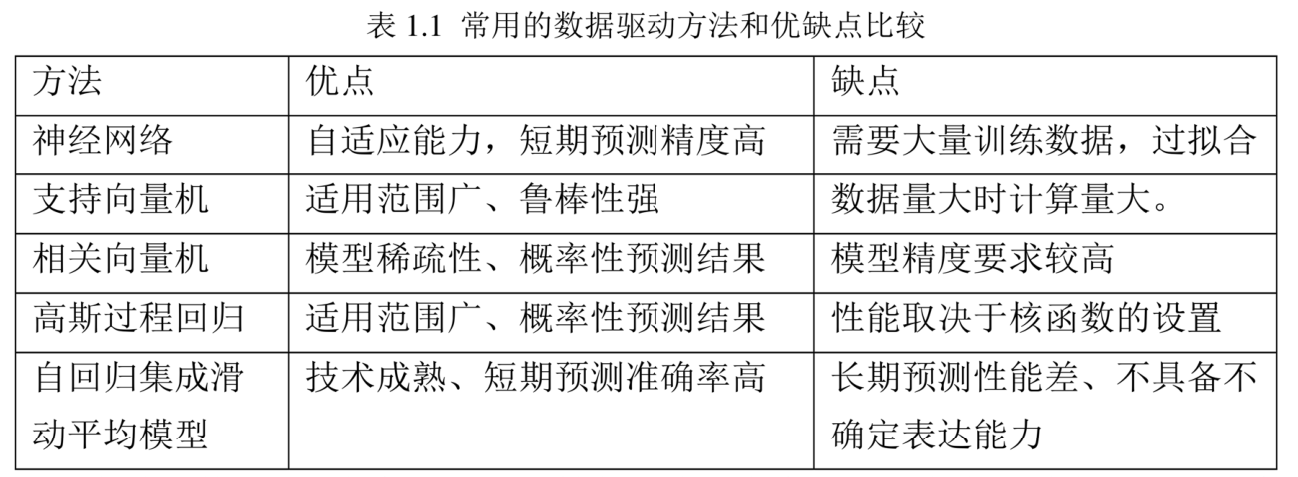 表 1.1 常用的数据驱动方法和优缺点比较
方法 优点 缺点
神经网络 自适应能力，短期预测精度高 需要大量训练数据，过拟合
支持向量机 适用范围广、鲁棒性强 数据量大时计算量大。
相关向量机 模型稀疏性、概率性预测结果 模型精度要求较高
高斯过程回归 适用范围广、概率性预测结果 性能取决于核函数的设置
自回归集成滑 技术成熟、短期预测准确率高 长期预测性能差、不具备不
动平均模型 确定表达能力